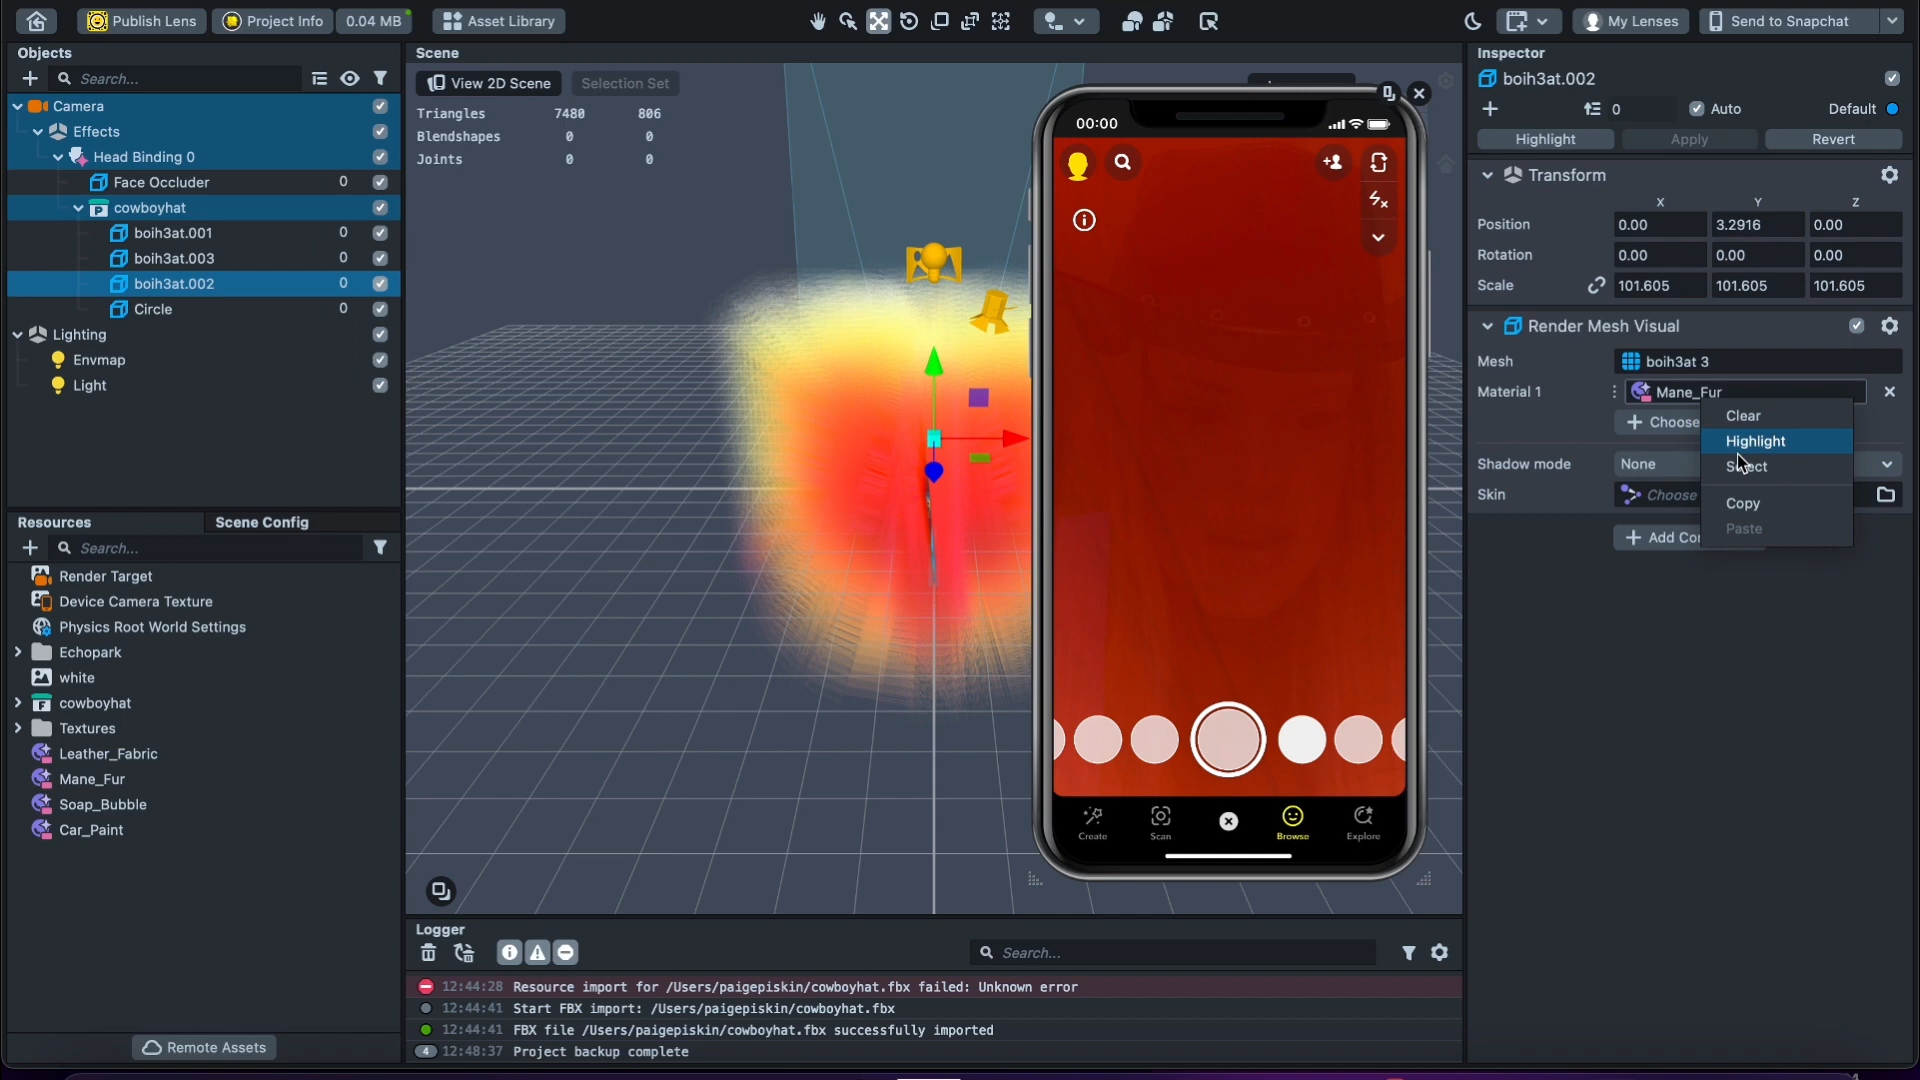 Publish Lens
Project Info
0.04 MB
Asset Library
My Lenses
Send to Snapchat
Objects
Search...
Camera
Effects
Head Binding 0
Face Occluder 0
cowboyhat
boih3at.001 0
boih3at.003 0
boih3at.002 0
Circle 0
Lighting
Envmap
Light
Resources
Scene Config
Search...
Render Target
Device Camera Texture
Physics Root World Settings
Echopark
white
cowboyhat
Textures
Leather_Fabric
Mane_Fur
Soap_Bubble
Car_Paint
Remote Assets
Scene
View 2D Scene
Selection Set
Triangles 7480 806
Blendshapes 0 0
Joints 0 0
00:00
Create
Scan
Browse
Explore
Logger
Search...
12:44:28 Resource import for /Users/paigepiskin/cowboyhat.fbx failed: Unknown error
12:44:41 Start FBX import: /Users/paigepiskin/cowboyhat.fbx
12:44:41 FBX file /Users/paigepiskin/cowboyhat.fbx successfully imported
4 12:48:37 Project backup complete
Inspector
boih3at.002
0
Auto
Default
Highlight
Apply
Revert
Transform
X Y Z
Position 0.00 3.2916 0.00
Rotation 0.00 0.00 0.00
Scale 101.605 101.605 101.605
Render Mesh Visual
Mesh boih3at 3
Material 1 Mane_Fur
Choose
Shadow mode None
Skin Choose
Add Co
Clear
Highlight
Select
Copy
Paste